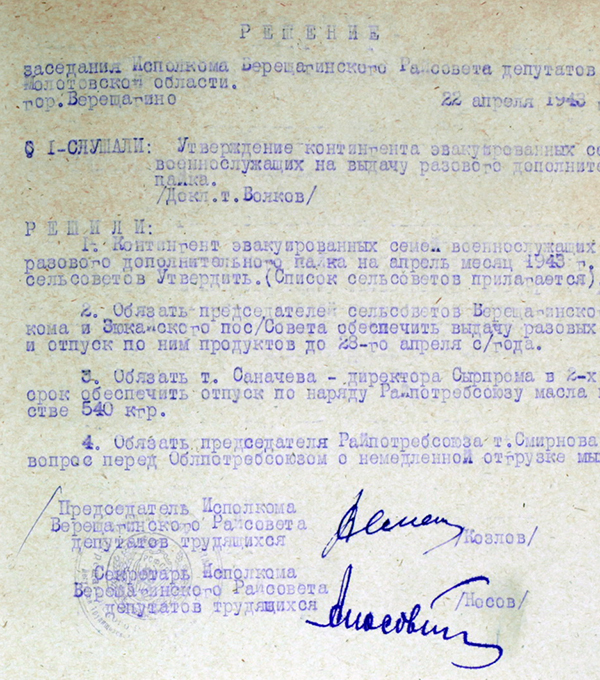 РЕШЕНИЕ
заседания Исполкома Верещагинского Райсовета депутатов
Молотовской области.
гор.Верещагино 22 апреля 1943 г
§ I-СЛУШАЛИ: Утверждение контингента эвакуированных се
военнослужащих на выдачу разового дополните
пайка.
/Докл.т.Вояков/
РЕШИЛИ:
1. Контингент эвакуированных семей военнослужащих
разового дополнительного пайка на апрель месяц 1943 г.
сельсоветов Утвердить.(Список сельсоветов прилагается)
2. Обязать председателей сельсоветов Верещагинско
кома и Зюкайского пос/Совета обеспечить выдачу разовых
и отпуск по ним продуктов до 28-го апреля с/года.
3. Обязать т. Саначева - директора Сырпрома в 2-х
срок обеспечить отпуск по наряду Райпотребсоюзу масла
стве 540 кгр.
4. Обязать председателя Райпотребсоюза т.Смирнова
вопрос перед Облпотребсоюзом о немедленной отгрузке мы
Председатель Исполкома
Верещагинского Райсовета
депутатов трудящихся /Козлов/
Секретарь Исполкома
Верещагинского Райсовета
депутатов трудящихся /Носов/